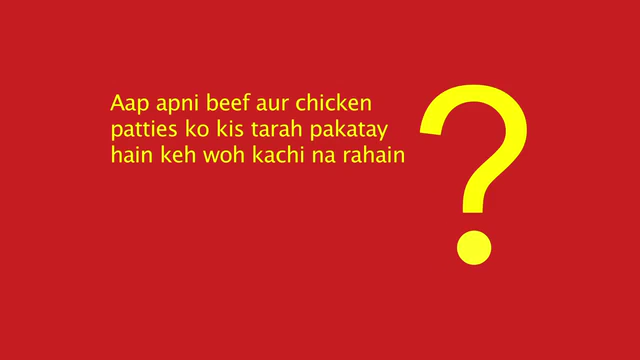 Aap apni beef aur chicken
patties ko kis tarah pakatay
hain keh woh kachi na rahain
?